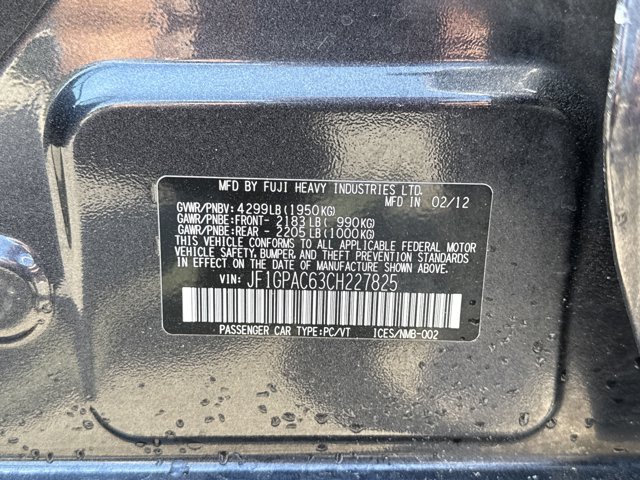 MFD BY FUJI HEAVY INDUSTRIES LTD.
MFD IN 02/12
GVWR/PNBV: 4299LB(1950KG)
GAWR/PNBE:FRONT- 2183LB( 990KG)
GAWR/PNBE:REAR - 2205LB(1000KG)
THIS VEHICLE CONFORMS TO ALL APPLICABLE FEDERAL MOTOR
VEHICLE SAFETY, BUMPER, AND THEFT PREVENTION STANDARDS
IN EFFECT ON THE DATE OF MANUFACTURE SHOWN ABOVE.
VIN: JF1GPAC63CH227825
PASSENGER CAR TYPE:PC/VT ICES/NMB-002